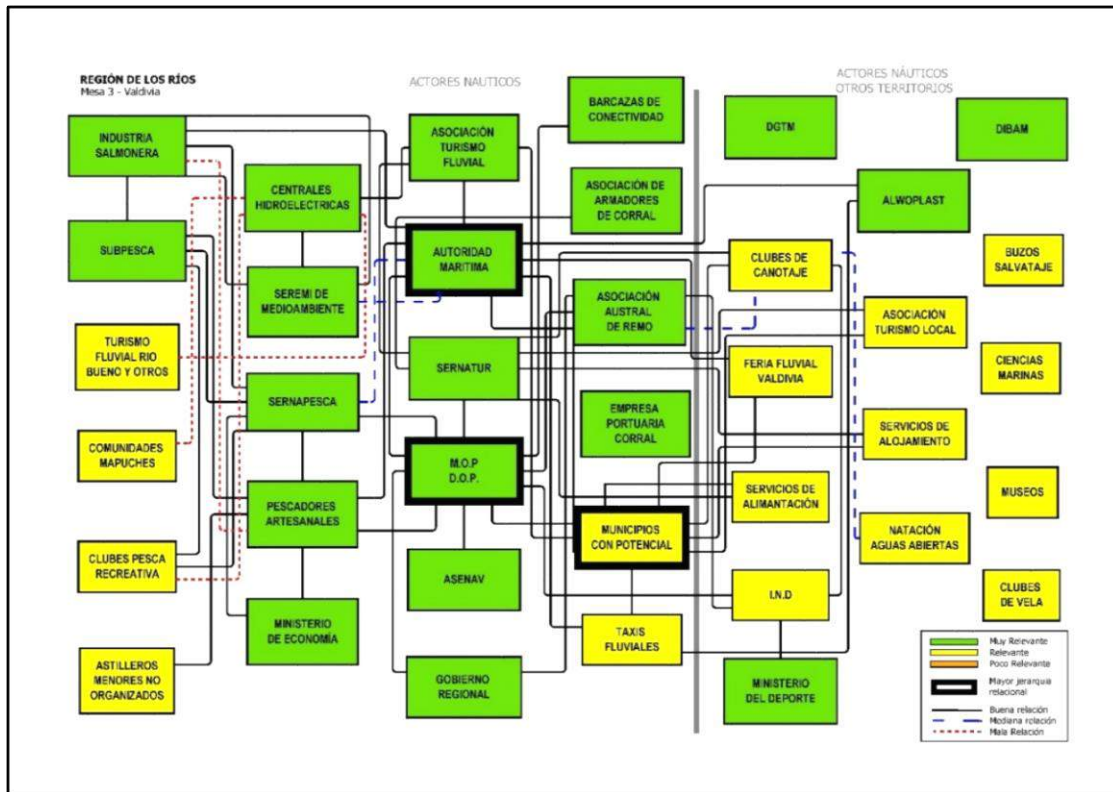 REGIÓN DE LOS RÍOS
Mesa 3 - Valdivia
ACTORES NAUTICOS
ACTORES NÁUTICOS
OTROS TERRITORIOS
INDUSTRIA
SALMONERA
SUBPESCA
TURISMO
FLUVIAL RIO
BUENO Y OTROS
COMUNIDADES
MAPUCHES
CLUBES PESCA
RECREATIVA
ASTILLEROS
MENORES NO
ORGANIZADOS
CENTRALES
HIDROELECTRICAS
SEREMI DE
MEDIOAMBIENTE
SERNAPESCA
PESCADORES
ARTESANALES
MINISTERIO
DE ECONOMÍA
ASOCIACIÓN
TURISMO
FLUVIAL
AUTORIDAD
MARITIMA
SERNATUR
M.O.P
D.O.P.
ASENAV
GOBIERNO
REGIONAL
BARCAZAS DE
CONECTIVIDAD
ASOCIACIÓN DE
ARMADORES
DE CORRAL
ASOCIACIÓN
AUSTRAL
DE REMO
EMPRESA
PORTUARIA
CORRAL
MUNICIPIOS
CON POTENCIAL
TAXIS
FLUVIALES
DGTM
CLUBES DE
CANOTAJE
FERIA FLUVIAL
VALDIVIA
SERVICIOS DE
ALIMANTACIÓN
I.N.D
MINISTERIO
DEL DEPORTE
ALWOPLAST
ASOCIACIÓN
TURISMO LOCAL
SERVICIOS DE
ALOJAMIENTO
NATACIÓN
AGUAS ABIERTAS
DIBAM
BUZOS
SALVATAJE
CIENCIAS
MARINAS
MUSEOS
CLUBES
DE VELA
Muy Relevante
Relevante
Poco Relevante
Mayor jerarquia
relacional
Buena relación
Mediana relación
Mala Relación